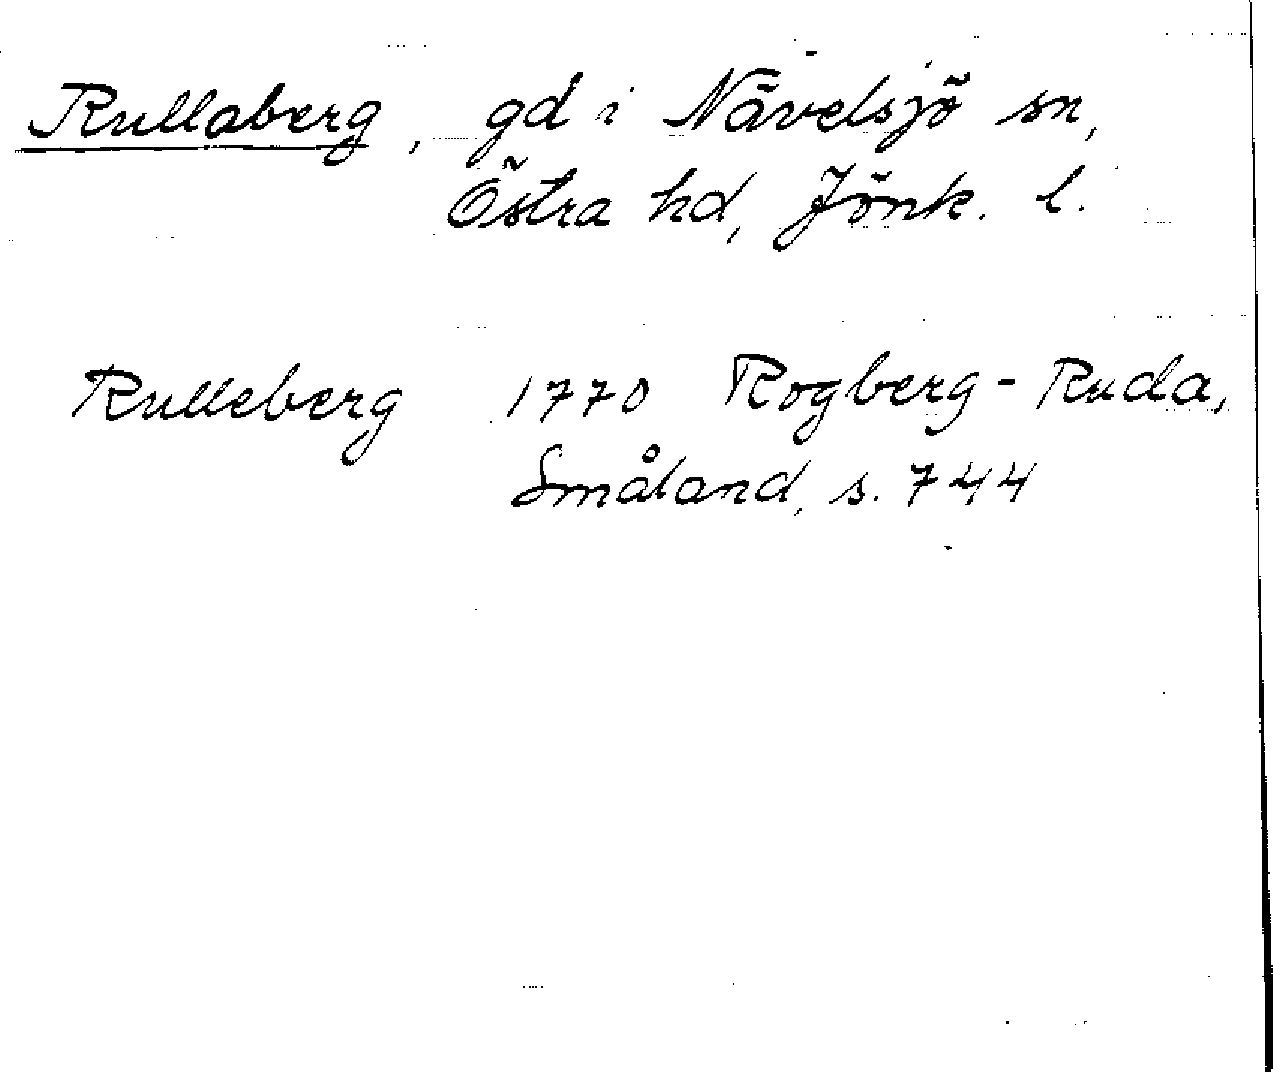 Rullaberg, gd i Nävelsjö sn,
Östra hd, Jönk. l.
Rulleberg 1770 Rogberg-Ruda,
Småland, s. 744